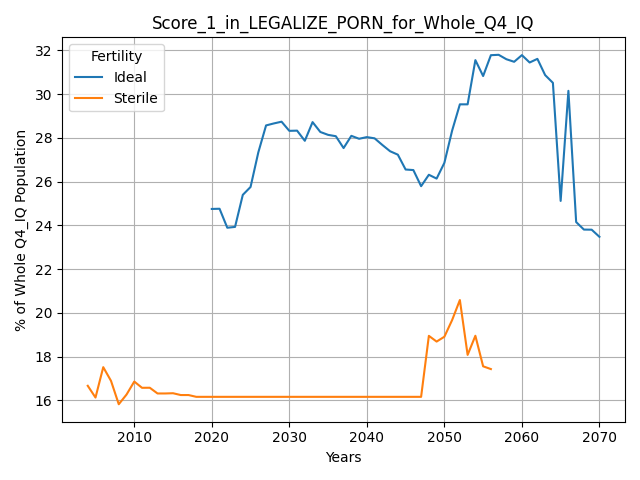 Score_1_in_LEGALIZE_PORN_for_Whole_Q4_IQ
Fertility
Ideal
Sterile
% of Whole Q4_IQ Population
32
30
28
26
24
22
20
18
16
2010
2020
2030
2040
2050
2060
2070
Years